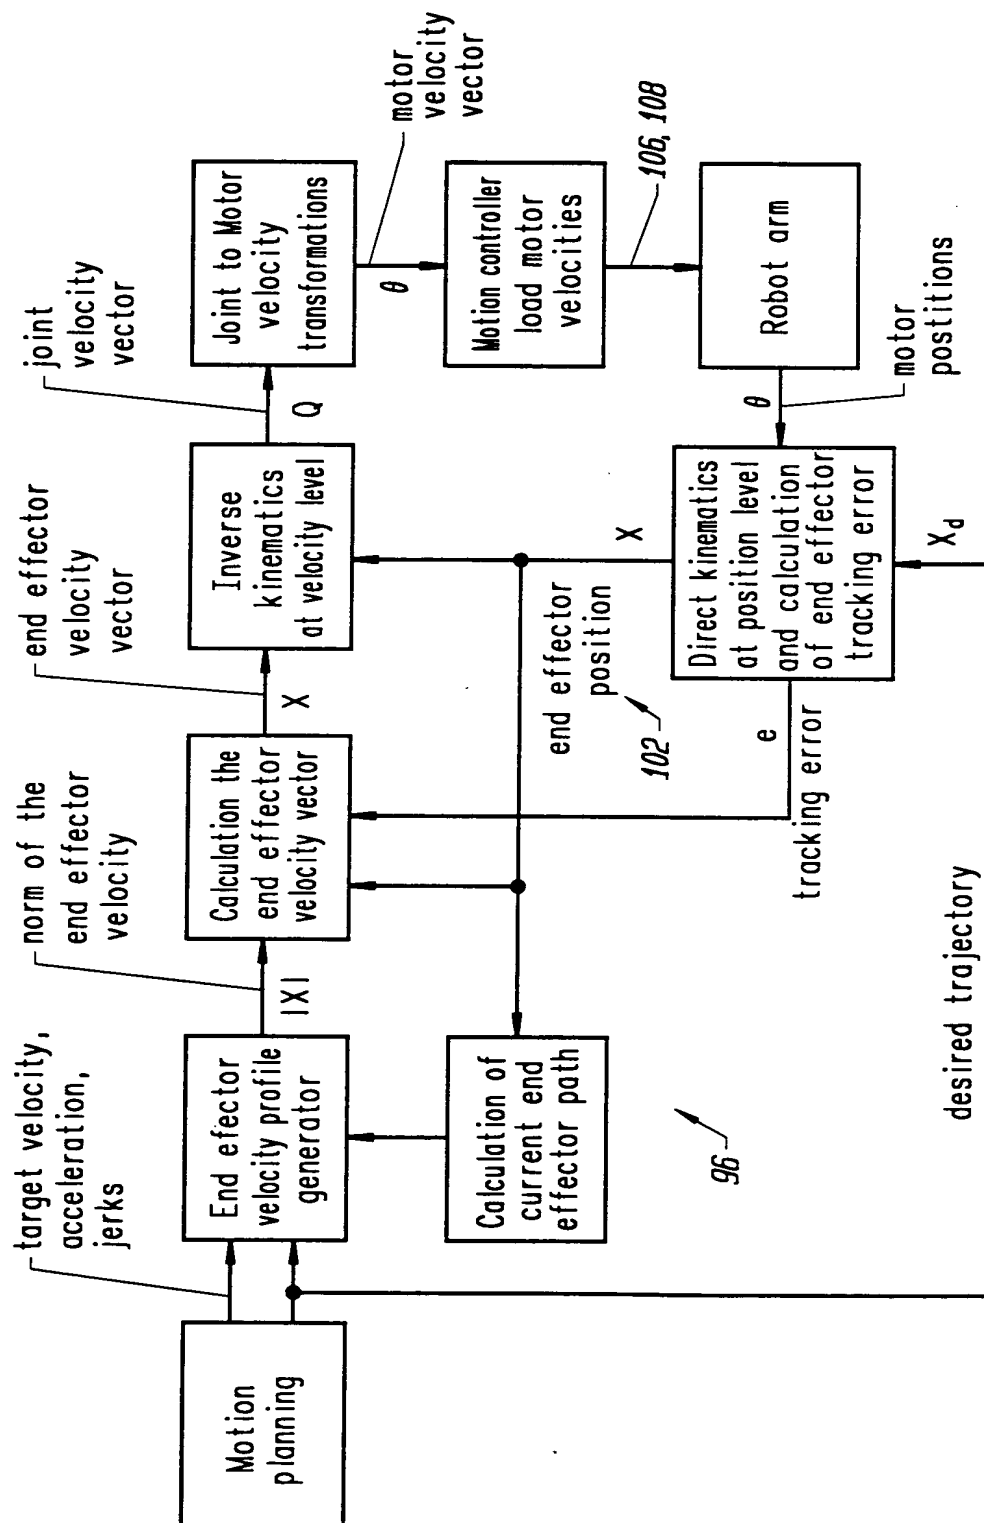 target velocity,
acceleration,
jerks
norm of the
end effector
velocity
end effector
velocity
vector
joint
velocity
vector
Motion
planning
End efector
velocity profile
generator
|X|
Calculation the
end effector
velocity vector
X
Inverse
kinematics
at velocity level
Q
Joint to Motor
velocity
transformations
θ
motor
velocity
vector
Calculation of
current end
effector path
Motion controller
load motor
velocities
106, 108
end effector
position
102
X
96
e
tracking error
Direct kinematics
at position level
and calculation
of end effector
tracking error
θ
Robot arm
motor
postitions
desired trajectory
Xd